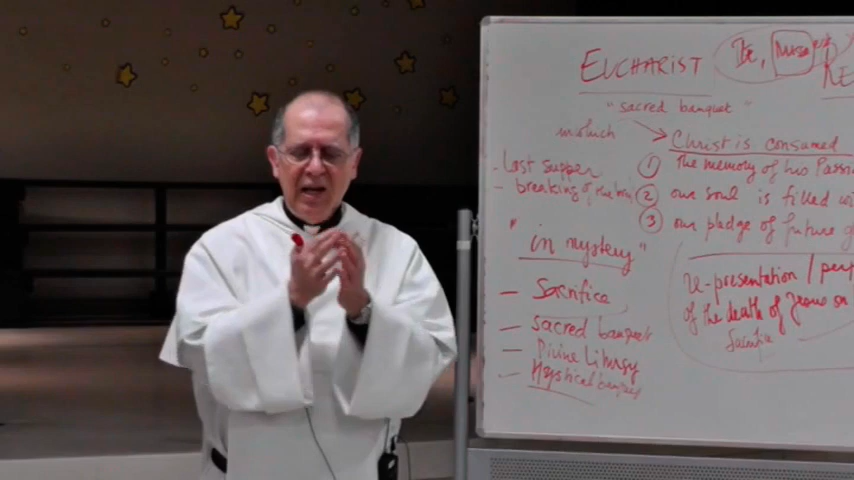 EUCHARIST
"sacred banquet"
in which → Christ is consumed
- Last Supper
- breaking of the
① the memory of his Passi
② our soul is filled wi
③ our pledge of future g
"in mystery"
- Sacrifice
- Sacred banquet
- Divine Liturgy
- Mystical banquet
re-presentation / perp
of the death of Jesus on
Sacrifice